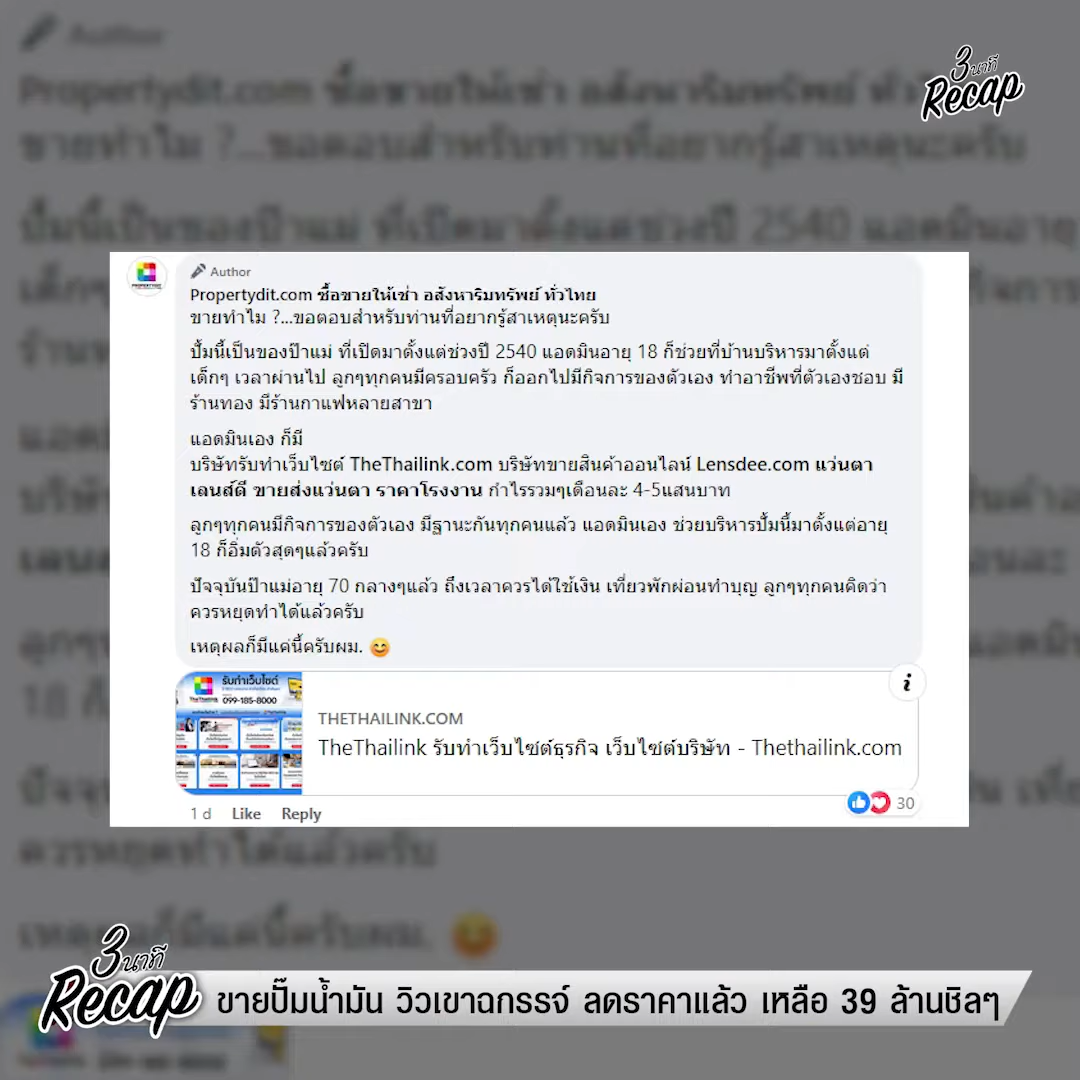 3 นาที
Recap
Author
Propertydit.com ซื้อขายให้เช่า อสังหาริมทรัพย์ ทั่วไทย
ขายทำไม ?...ขอตอบสำหรับท่านที่อยากรู้สาเหตุนะครับ
ปั้มนี้เป็นของป๊าแม่ ที่เปิดมาตั้งแต่ช่วงปี 2540 แอดมินอายุ 18 ก็ช่วยที่บ้านบริหารมาตั้งแต่
เด็กๆ เวลาผ่านไป ลูกๆทุกคนมีครอบครัว ก็ออกไปมีกิจการของตัวเอง ทำอาชีพที่ตัวเองชอบ มี
ร้านทอง มีร้านกาแฟหลายสาขา
แอดมินเอง ก็มี
บริษัทรับทำเว็บไซต์ TheThailink.com บริษัทขายสินค้าออนไลน์ Lensdee.com แว่นตา
เลนส์ดี ขายส่งแว่นตา ราคาโรงงาน กำไรรวมๆเดือนละ 4-5แสนบาท
ลูกๆทุกคนมีกิจการของตัวเอง มีฐานะกันทุกคนแล้ว แอดมินเอง ช่วยบริหารปั้มนี้มาตั้งแต่อายุ
18 ก็อิ่มตัวสุดๆแล้วครับ
ปัจจุบันป๊าแม่อายุ 70 กลางๆแล้ว ถึงเวลาควรได้ใช้เงิน เที่ยวพักผ่อนทำบุญ ลูกๆทุกคนคิดว่า
ควรหยุดทำได้แล้วครับ
เหตุผลก็มีแค่นี้ครับผม. 😊
รับทำเว็บไซต์
099-185-8000
THETHAILINK.COM
TheThailink รับทำเว็บไซต์ธุรกิจ เว็บไซต์บริษัท - Thethailink.com
1 d Like Reply
30
3 นาที
Recap
ขายปั๊มน้ำมัน วิวเขาฉกรรจ์ ลดราคาแล้ว เหลือ 39 ล้านชิลๆ